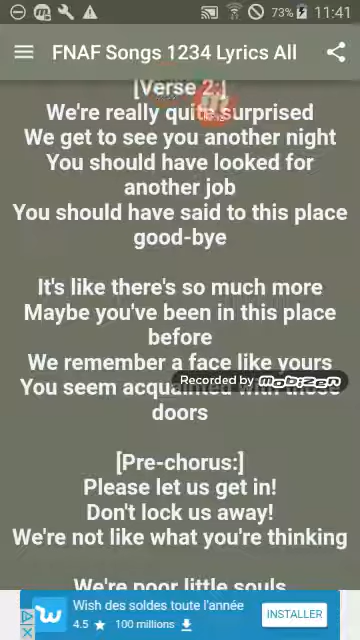 73% 11:41
FNAF Songs 1234 Lyrics All
[Verse 2:]
We're really quite surprised
We get to see you another night
You should have looked for
another job
You should have said to this place
good-bye
It's like there's so much more
Maybe you've been in this place
before
We remember a face like yours
You seem acquainted with those
doors
Recorded by MOBIZEN
[Pre-chorus:]
Please let us get in!
Don't lock us away!
We're not like what you're thinking
We're poor little souls
Wish des soldes toute l'année
4.5 ★ 100 millions
INSTALLER